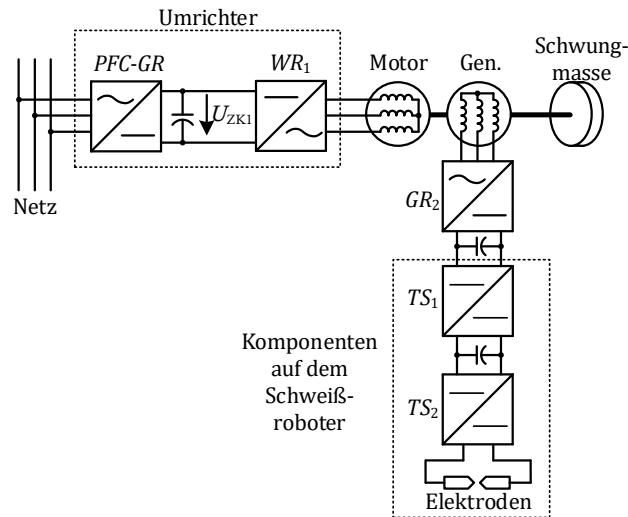 Umrichter
PFC-GR
WR1
Motor
Gen.
Schwung-
masse
UZK1
Netz
GR2
TS1
Komponenten
auf dem
Schweiß-
roboter
TS2
Elektroden